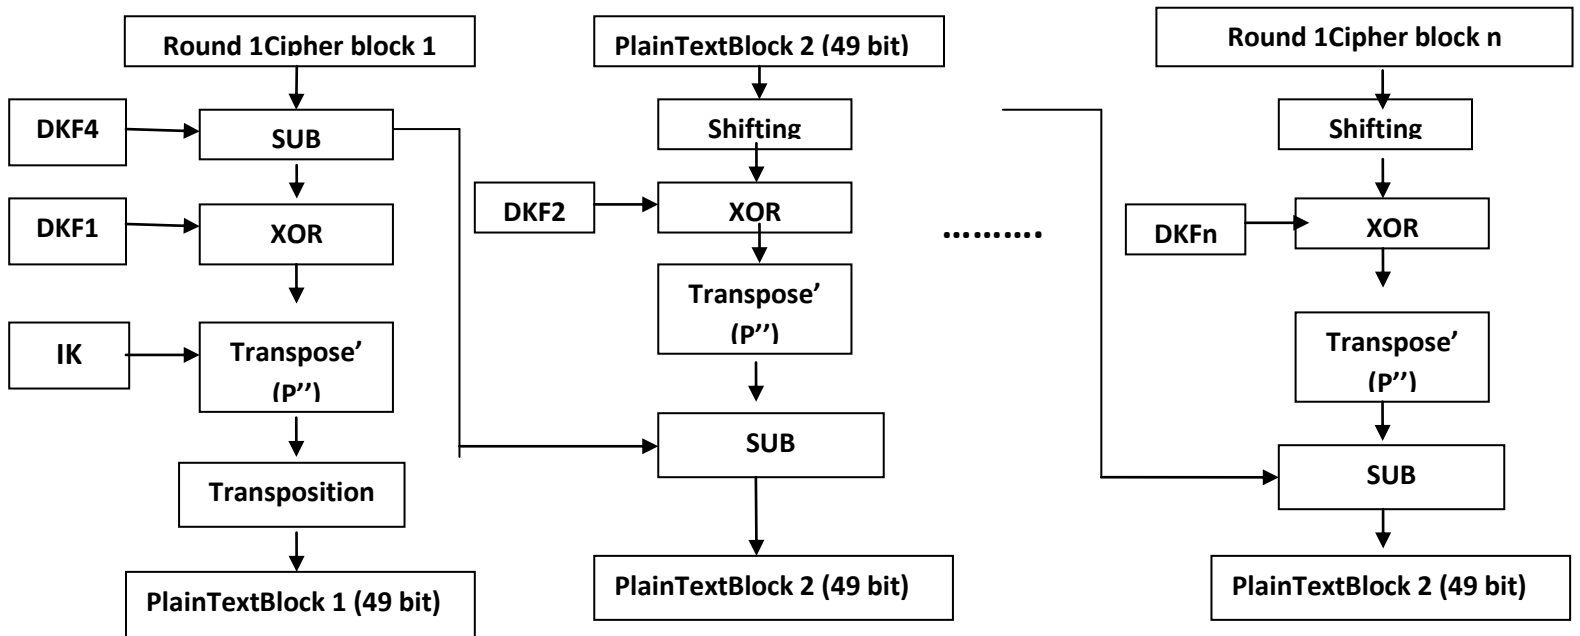 Round 1Cipher block 1
DKF4
SUB
DKF1
XOR
IK
Transpose’
(P’’)
Transposition
PlainTextBlock 1 (49 bit)
PlainTextBlock 2 (49 bit)
Shifting
DKF2
XOR
Transpose’
(P’’)
SUB
PlainTextBlock 2 (49 bit)
……….
Round 1Cipher block n
Shifting
DKFn
XOR
Transpose’
(P’’)
SUB
PlainTextBlock 2 (49 bit)